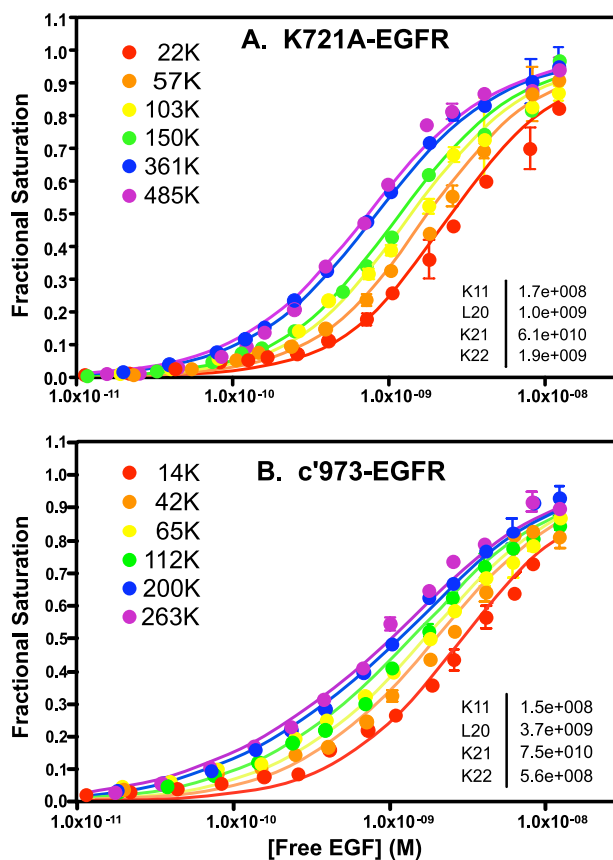 A. K721A-EGFR
22K
57K
103K
150K
361K
485K
Fractional Saturation
1.1
1.0
0.9
0.8
0.7
0.6
0.5
0.4
0.3
0.2
0.1
0.0
K11 1.7e+008
L20 1.0e+009
K21 6.1e+010
K22 1.9e+009
1.0x10-11 1.0x10-10 1.0x10-09 1.0x10-08
B. c'973-EGFR
14K
42K
65K
112K
200K
263K
Fractional Saturation
1.1
1.0
0.9
0.8
0.7
0.6
0.5
0.4
0.3
0.2
0.1
0.0
K11 1.5e+008
L20 3.7e+009
K21 7.5e+010
K22 5.6e+008
1.0x10-11 1.0x10-10 1.0x10-09 1.0x10-08
[Free EGF] (M)